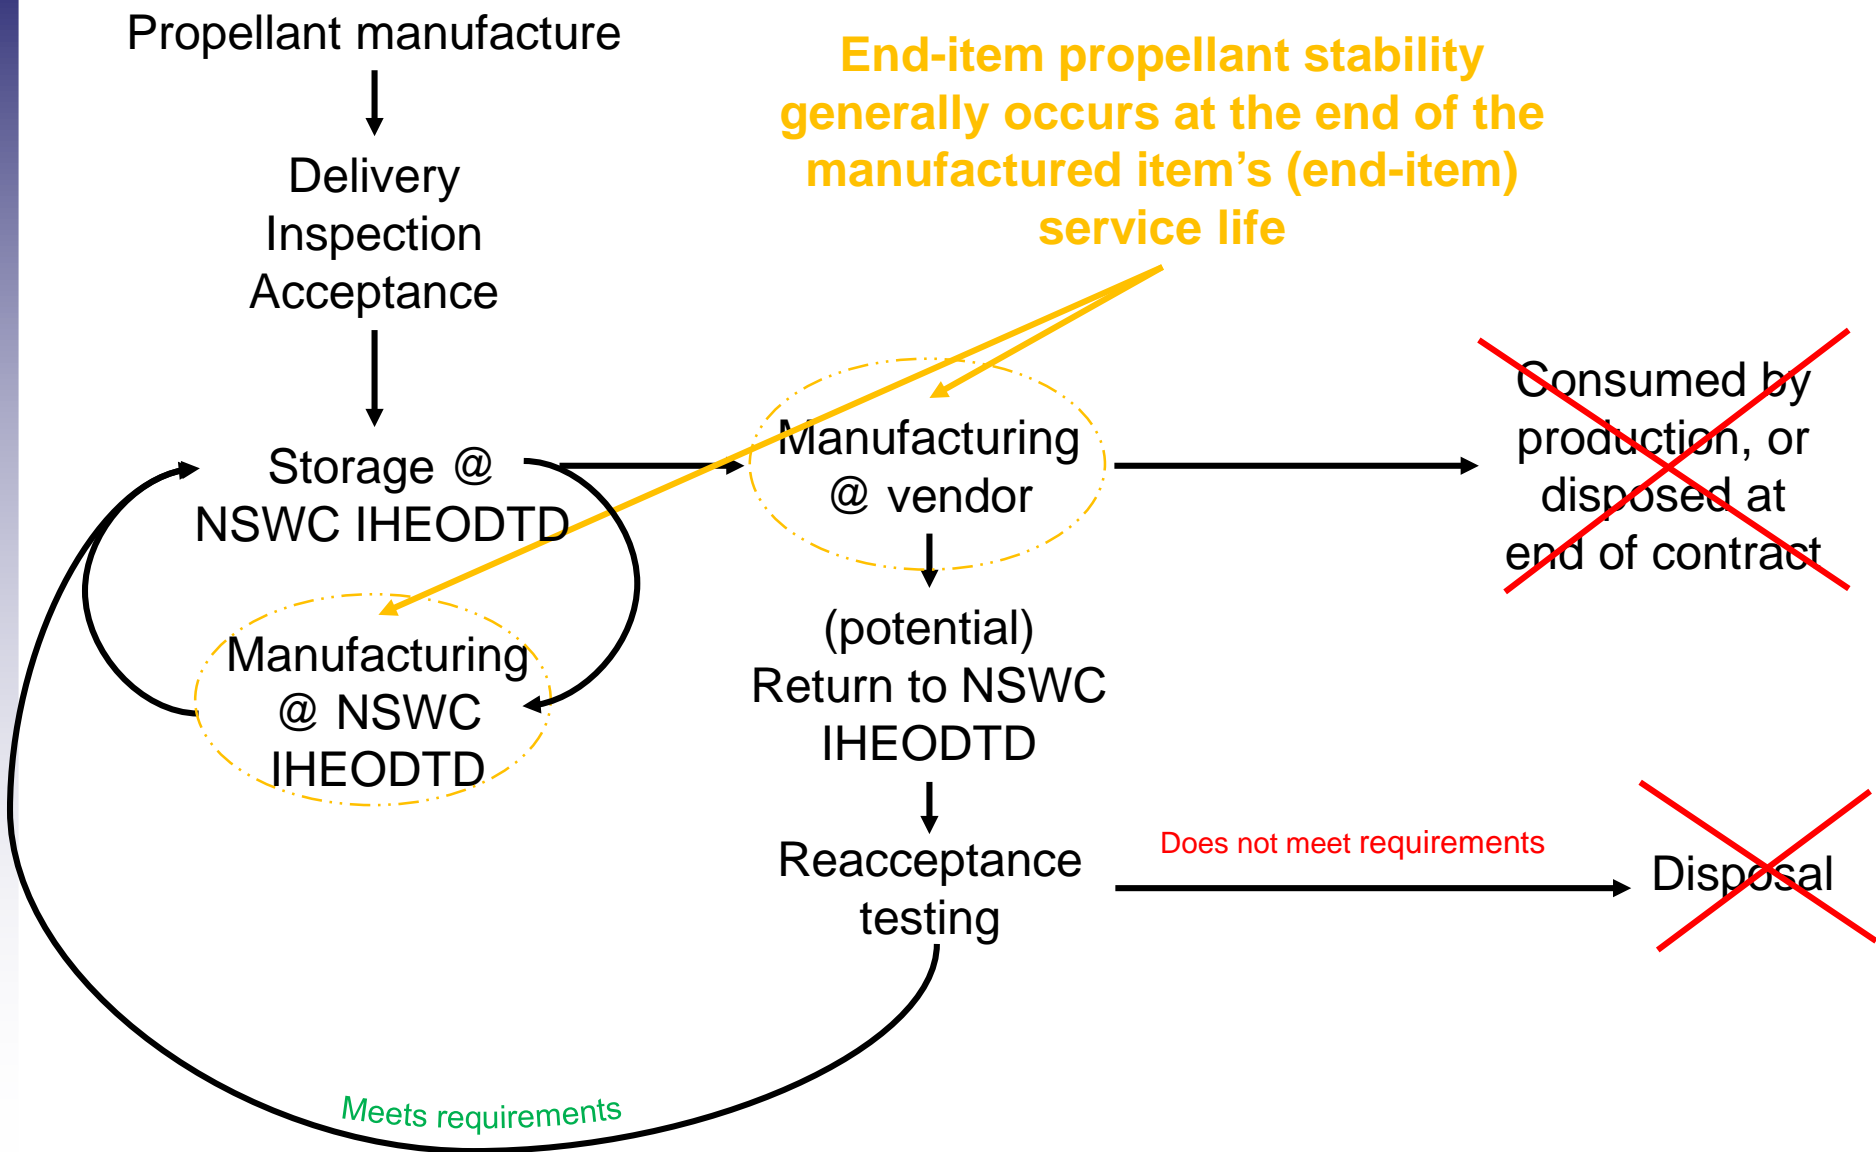 Propellant manufacture
End-item propellant stability
generally occurs at the end of the
manufactured item's (end-item)
service life
Delivery
Inspection
Acceptance
Storage @
NSWC IHEODTD
Manufacturing
@ vendor
Consumed by
production, or
disposed at
end of contract
Manufacturing
@ NSWC
IHEODTD
(potential)
Return to NSWC
IHEODTD
Reacceptance
testing
Does not meet requirements
Disposal
Meets requirements